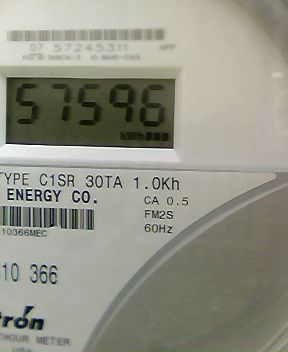 07 57245311
57596
kWh
TYPE C1SR 30TA 1.0Kh
ENERGY CO.
CA 0.5
FM2S
60Hz
10366MEC
10 366
tron
HOUR METER
USA